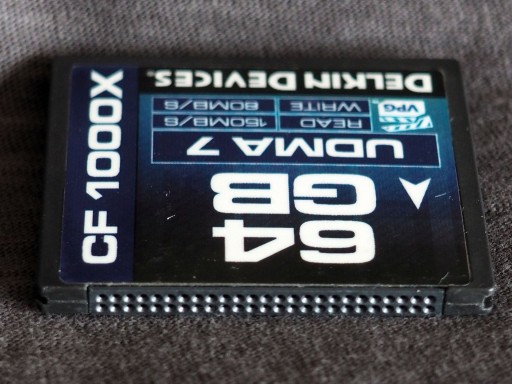 64
GB
UDMA 7
READ 150MB/S
WRITE 80MB/S
VPG
DELKIN DEVICES
CF 1000X